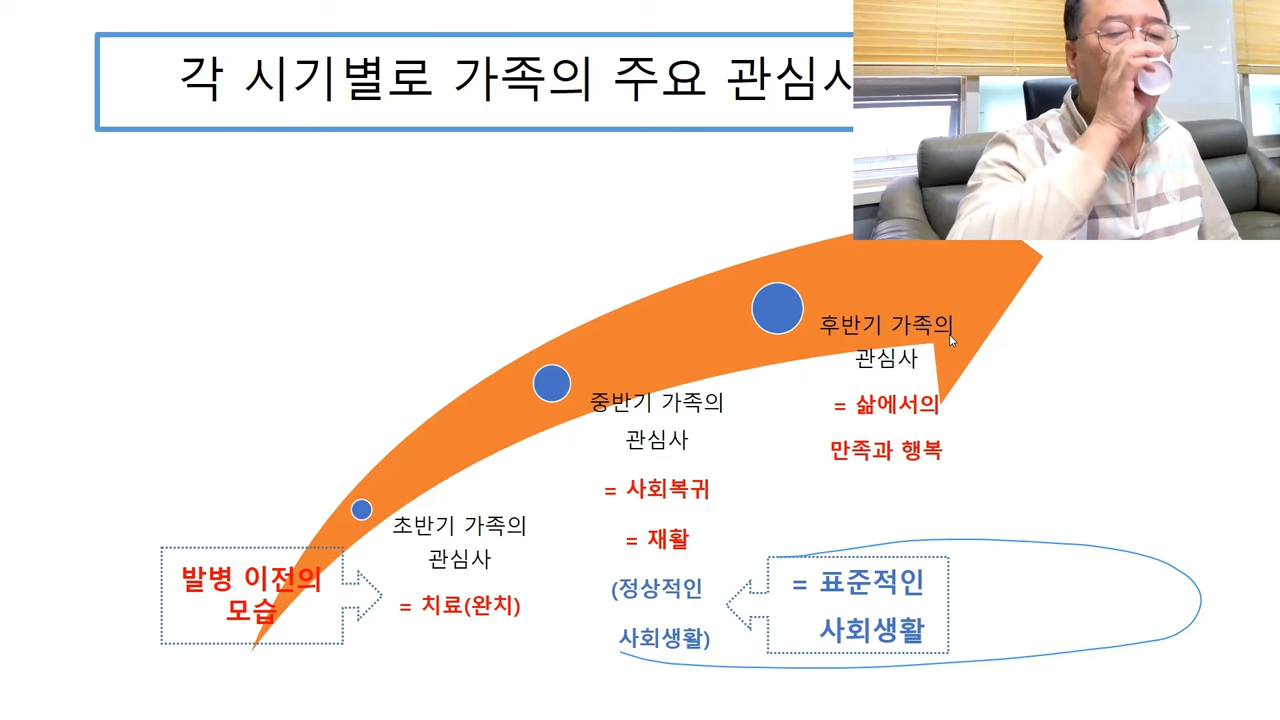 각 시기별로 가족의 주요 관심사
후반기 가족의
관심사
= 삶에서의
만족과 행복
중반기 가족의
관심사
= 사회복귀
= 재활
(정상적인
사회생활)
초반기 가족의
관심사
= 치료(완치)
발병 이전의
모습
= 표준적인
사회생활